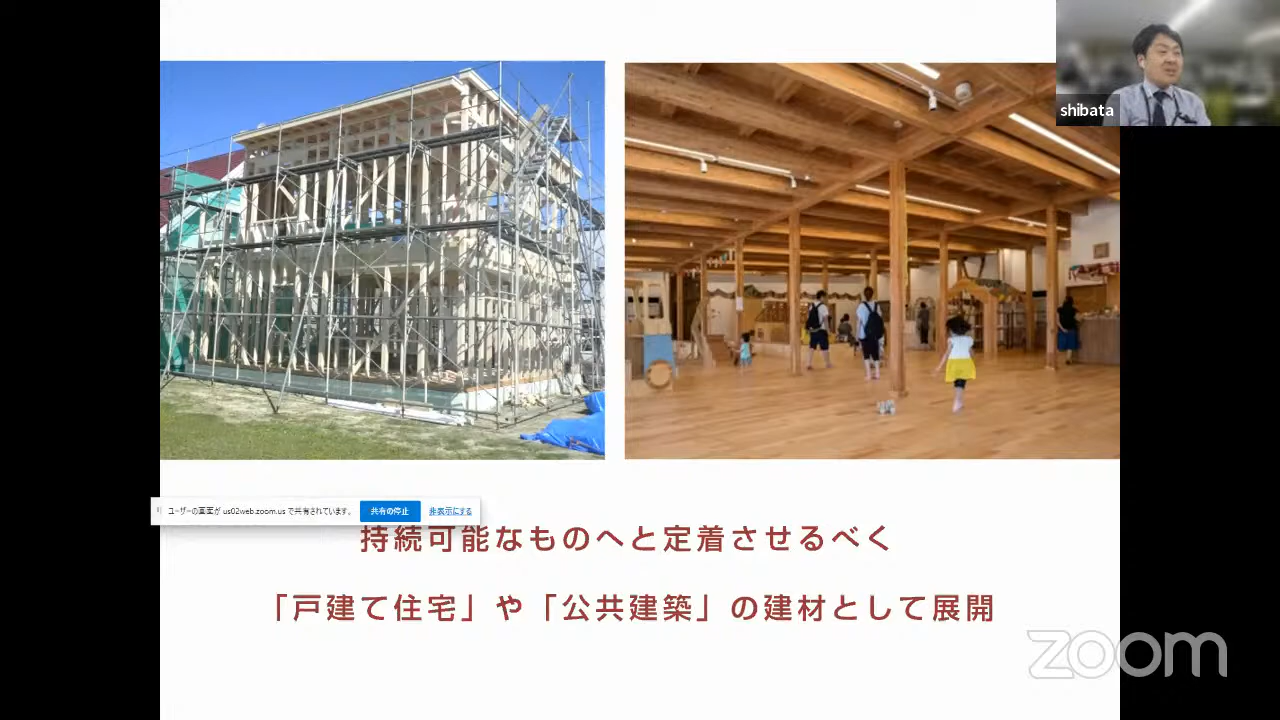 shibata
ユーザーの画面が us02web.zoom.us で共有されています。 共有の停止 非表示にする
持続可能なものへと定着させるべく
「戸建て住宅」や「公共建築」の建材として展開
zoom